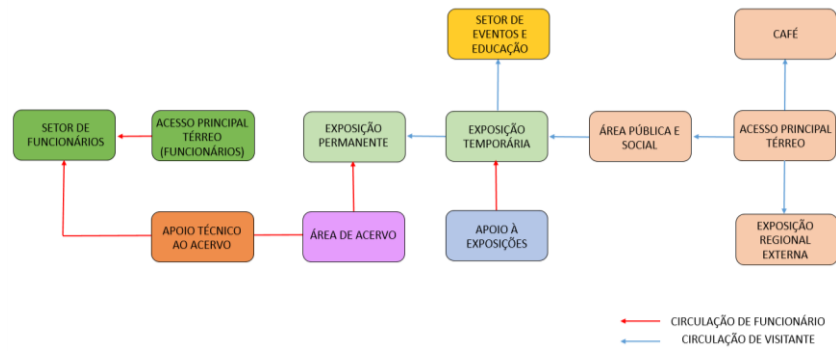 SETOR DE
EVENTOS E
EDUCAÇÃO
CAFÉ
SETOR DE
FUNCIONÁRIOS
ACESSO PRINCIPAL
TÉRREO
(FUNCIONÁRIOS)
EXPOSIÇÃO
PERMANENTE
EXPOSIÇÃO
TEMPORÁRIA
ÁREA PÚBLICA E
SOCIAL
ACESSO PRINCIPAL
TÉRREO
APOIO TÉCNICO
AO ACERVO
ÁREA DE ACERVO
APOIO À
EXPOSIÇÕES
EXPOSIÇÃO
REGIONAL
EXTERNA
CIRCULAÇÃO DE FUNCIONÁRIO
CIRCULAÇÃO DE VISITANTE